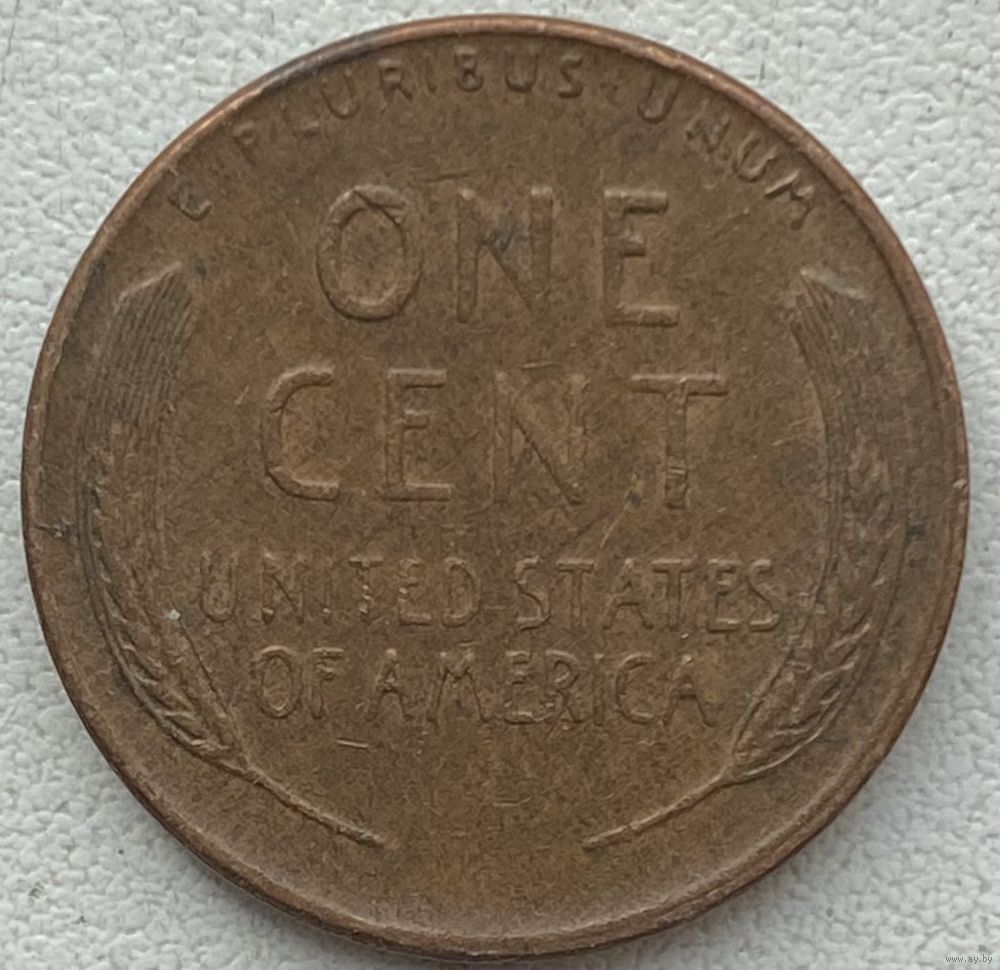 E·PLURIBUS·UNUM
ONE
CENT
UNITED STATES
OF AMERICA
www.ay.by